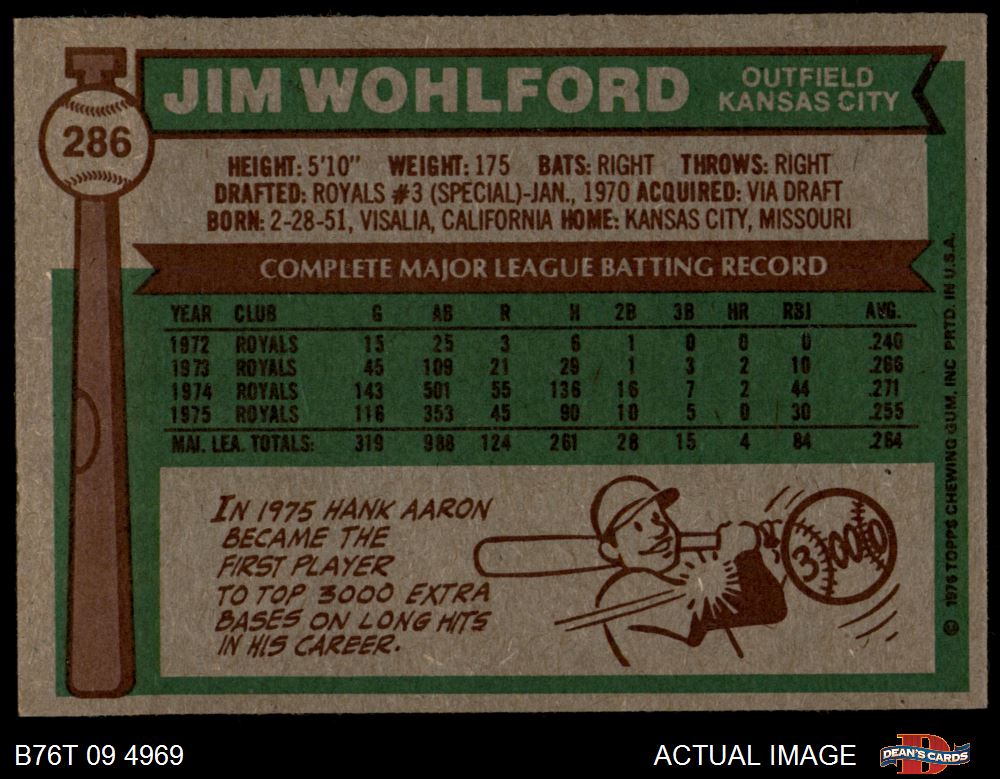 286
JIM WOHLFORD
OUTFIELD
KANSAS CITY
HEIGHT: 5'10" WEIGHT: 175 BATS: RIGHT THROWS: RIGHT
DRAFTED: ROYALS #3 (SPECIAL)-JAN., 1970 ACQUIRED: VIA DRAFT
BORN: 2-28-51, VISALIA, CALIFORNIA HOME: KANSAS CITY, MISSOURI
COMPLETE MAJOR LEAGUE BATTING RECORD
YEAR CLUB G AB R H 2B 3B HR RBI AVG.
1972 ROYALS 15 25 3 6 1 0 0 0 .240
1973 ROYALS 45 109 21 29 1 3 2 10 .266
1974 ROYALS 143 501 55 136 16 7 2 44 .271
1975 ROYALS 116 353 45 90 10 5 0 30 .255
MAJ. LEA. TOTALS: 319 988 124 261 28 15 4 84 .264
IN 1975 HANK AARON
BECAME THE
FIRST PLAYER
TO TOP 3000 EXTRA
BASES ON LONG HITS
IN HIS CAREER.
3000
© 1976 TOPPS CHEWING GUM, INC PRTD. IN U.S.A.
B76T 09 4969
ACTUAL IMAGE
D
DEAN'S CARDS